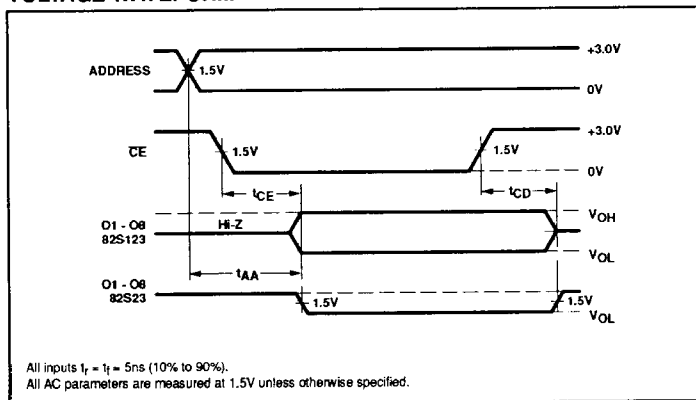 ADDRESS
1.5V
+3.0V
0V
CE
1.5V
1.5V
+3.0V
0V
tCE
tCD
O1 - O8
82S123
Hi-Z
VOH
VOL
tAA
O1 - O8
82S23
1.5V
1.5V
VOL
All inputs tr = tf = 5ns (10% to 90%).
All AC parameters are measured at 1.5V unless otherwise specified.